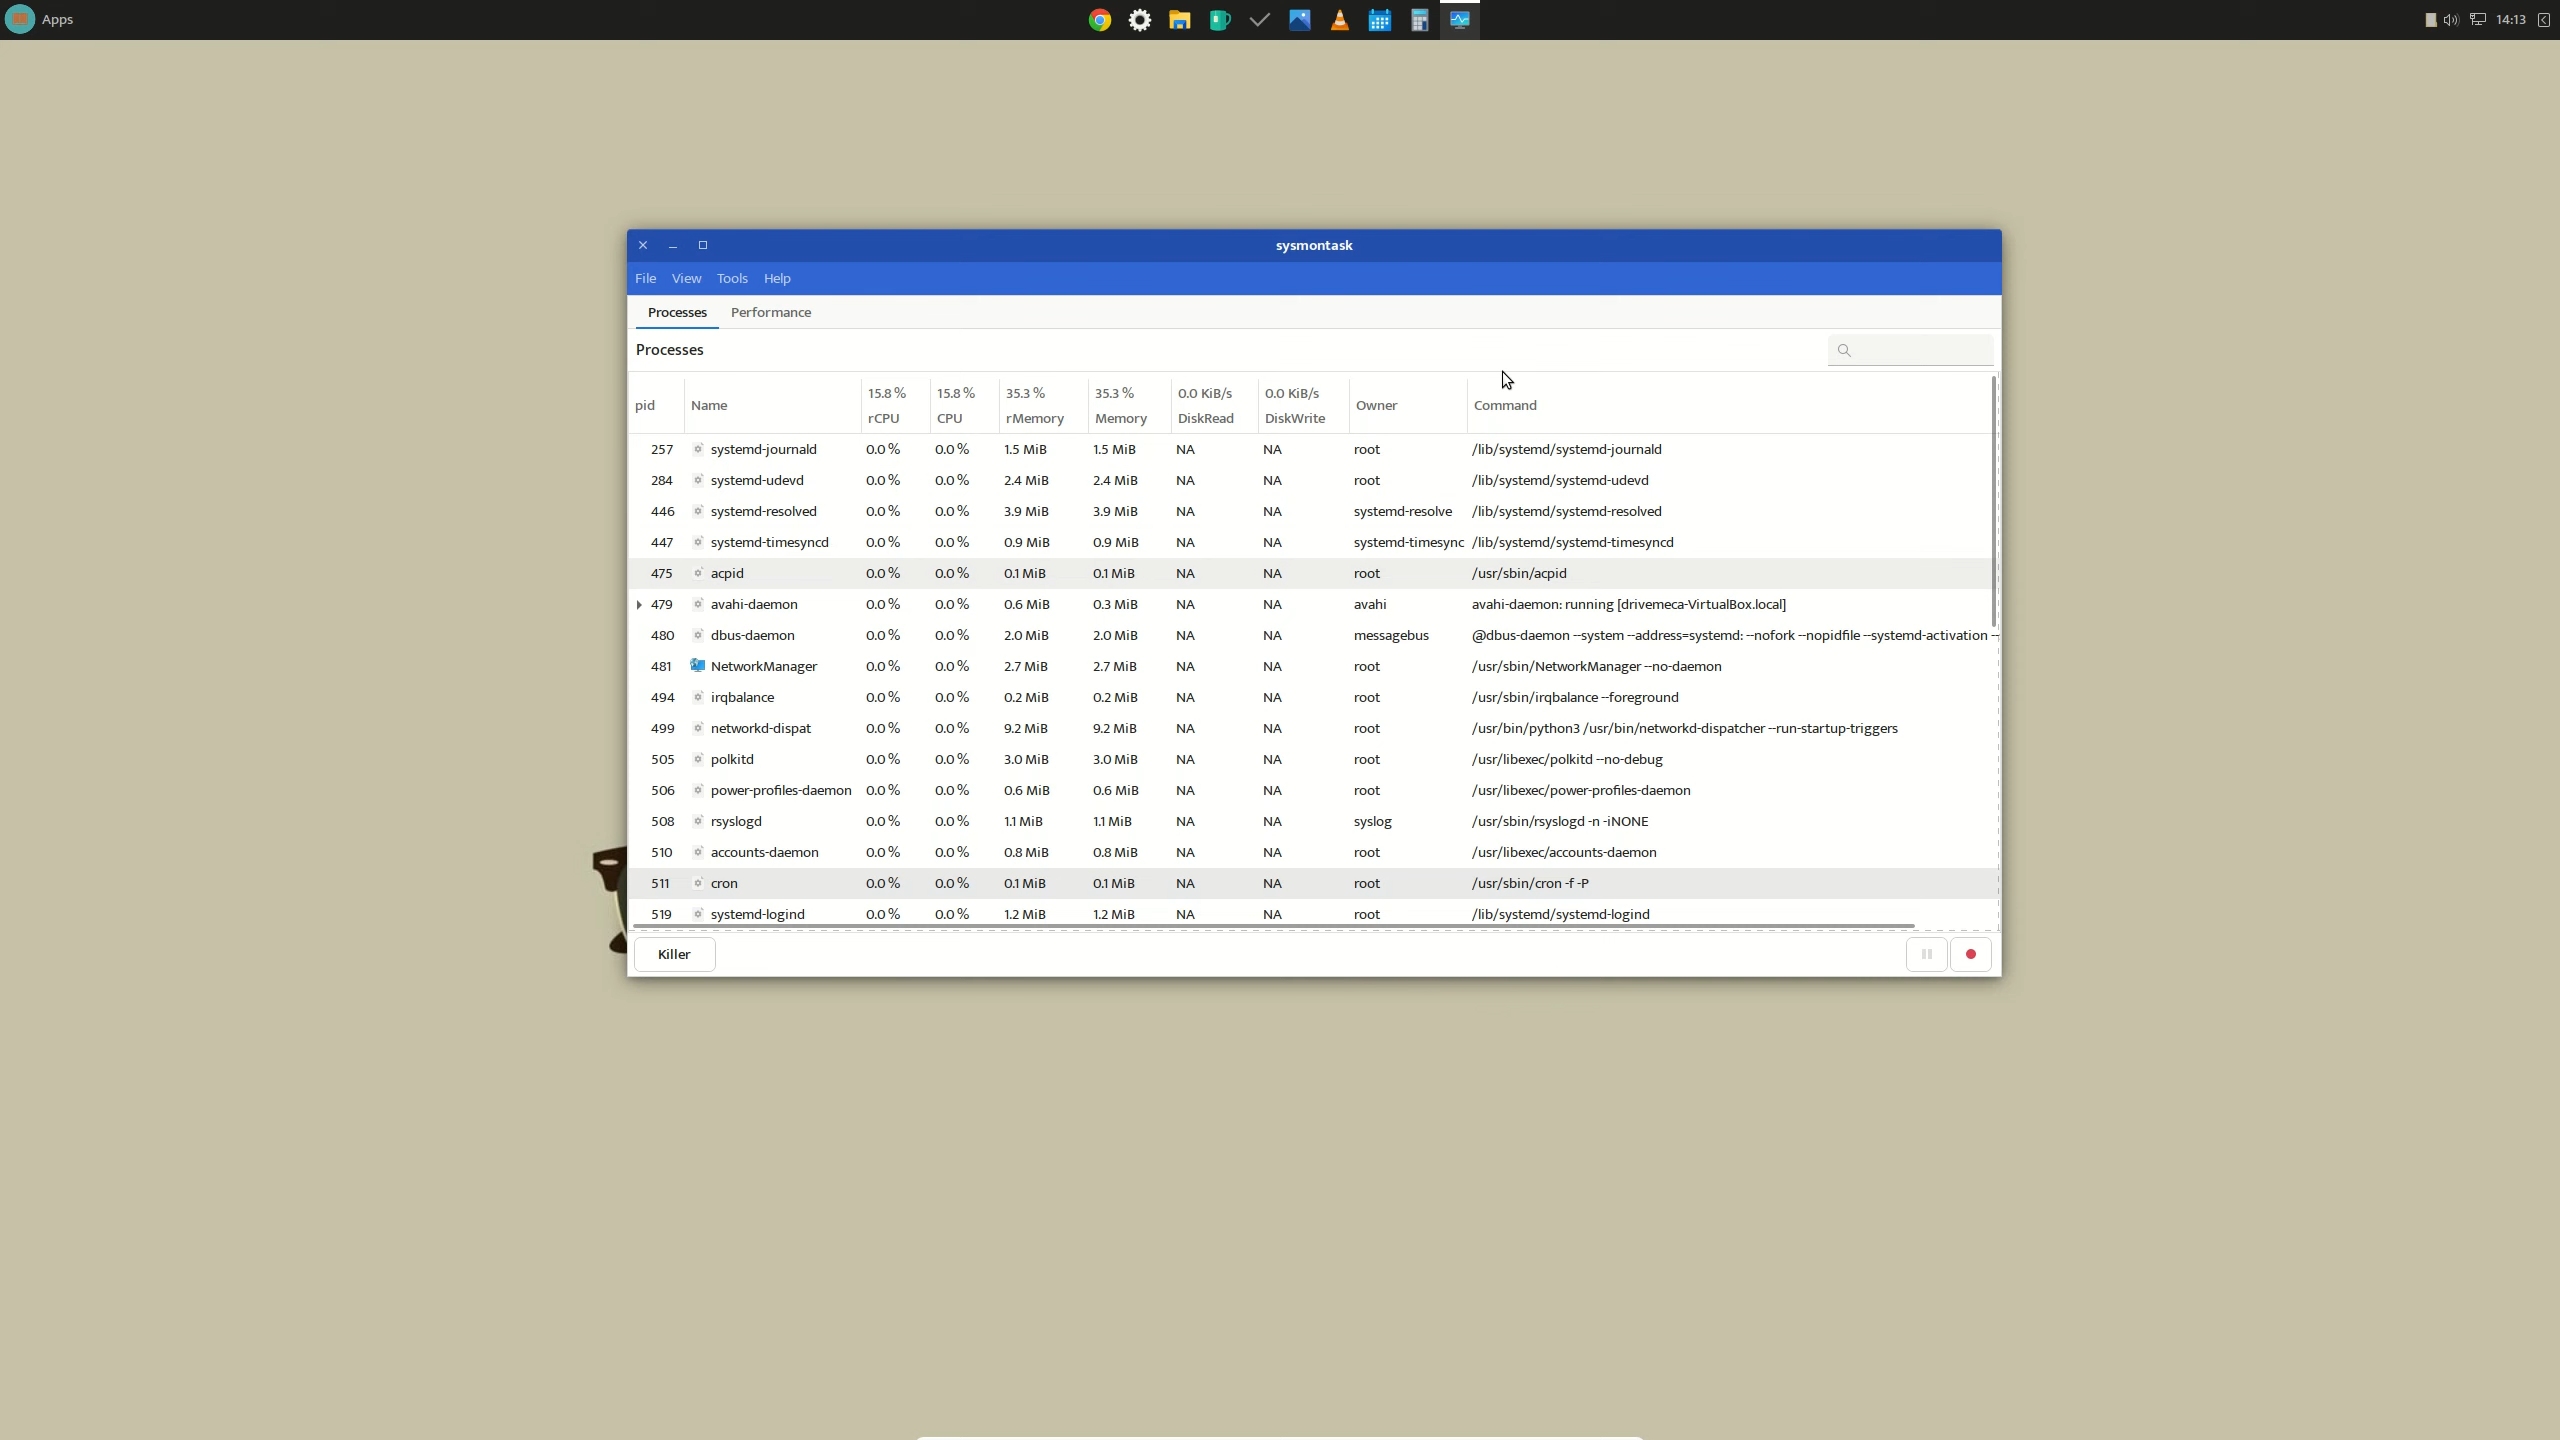 Apps 14:13
sysmontask
File View Tools Help
Processes Performance
Processes
15.8 % 15.8 % 35.3 % 35.3 % 0.0 KiB/s 0.0 KiB/s
pid Name rCPU CPU rMemory Memory DiskRead DiskWrite Owner Command
257 systemd-journald 0.0 % 0.0 % 1.5 MiB 1.5 MiB NA NA root /lib/systemd/systemd-journald
284 systemd-udevd 0.0 % 0.0 % 2.4 MiB 2.4 MiB NA NA root /lib/systemd/systemd-udevd
446 systemd-resolved 0.0 % 0.0 % 3.9 MiB 3.9 MiB NA NA systemd-resolve /lib/systemd/systemd-resolved
447 systemd-timesyncd 0.0 % 0.0 % 0.9 MiB 0.9 MiB NA NA systemd-timesync /lib/systemd/systemd-timesyncd
475 acpid 0.0 % 0.0 % 0.1 MiB 0.1 MiB NA NA root /usr/sbin/acpid
479 avahi-daemon 0.0 % 0.0 % 0.6 MiB 0.3 MiB NA NA avahi avahi-daemon: running [drivemeca-VirtualBox.local]
480 dbus-daemon 0.0 % 0.0 % 2.0 MiB 2.0 MiB NA NA messagebus @dbus-daemon --system --address=systemd: --nofork --nopidfile --systemd-activation --
481 NetworkManager 0.0 % 0.0 % 2.7 MiB 2.7 MiB NA NA root /usr/sbin/NetworkManager --no-daemon
494 irqbalance 0.0 % 0.0 % 0.2 MiB 0.2 MiB NA NA root /usr/sbin/irqbalance --foreground
499 networkd-dispat 0.0 % 0.0 % 9.2 MiB 9.2 MiB NA NA root /usr/bin/python3 /usr/bin/networkd-dispatcher --run-startup-triggers
505 polkitd 0.0 % 0.0 % 3.0 MiB 3.0 MiB NA NA root /usr/libexec/polkitd --no-debug
506 power-profiles-daemon 0.0 % 0.0 % 0.6 MiB 0.6 MiB NA NA root /usr/libexec/power-profiles-daemon
508 rsyslogd 0.0 % 0.0 % 1.1 MiB 1.1 MiB NA NA syslog /usr/sbin/rsyslogd -n -iNONE
510 accounts-daemon 0.0 % 0.0 % 0.8 MiB 0.8 MiB NA NA root /usr/libexec/accounts-daemon
511 cron 0.0 % 0.0 % 0.1 MiB 0.1 MiB NA NA root /usr/sbin/cron -f -P
519 systemd-logind 0.0 % 0.0 % 1.2 MiB 1.2 MiB NA NA root /lib/systemd/systemd-logind
Killer